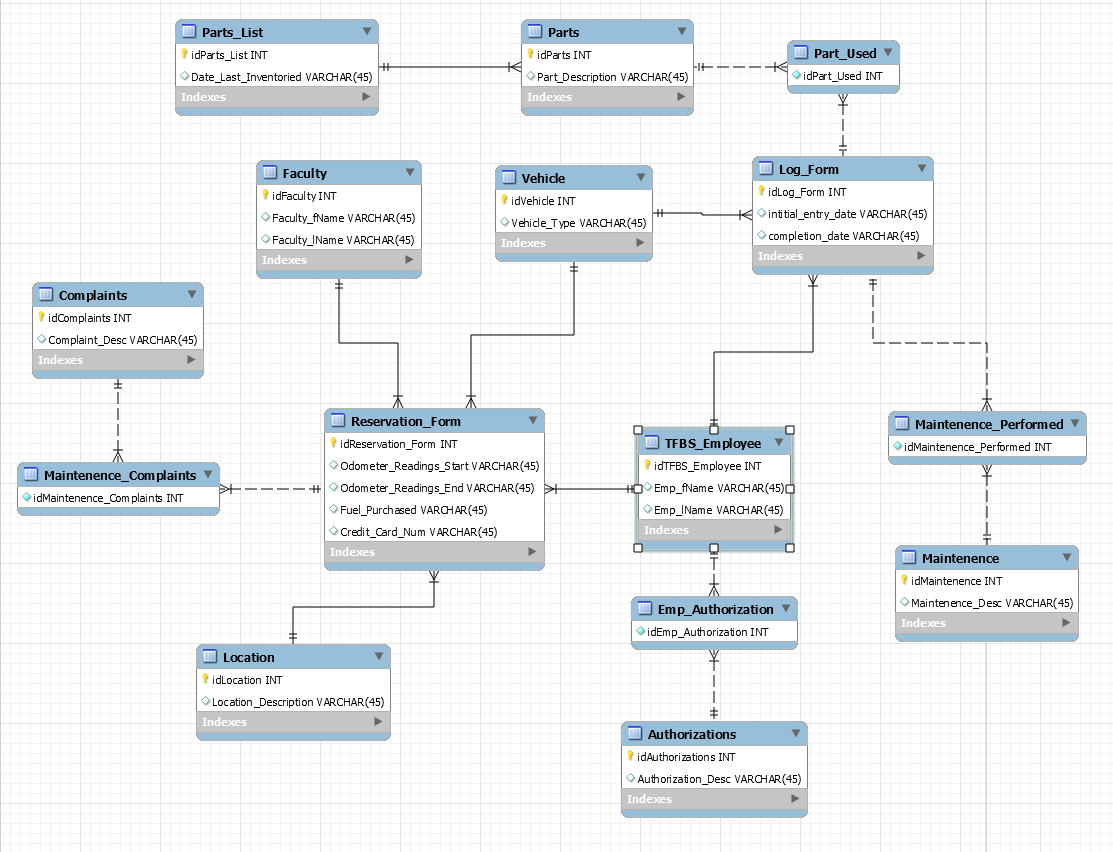 Parts_List
idParts_List INT
Date_Last_Inventoried VARCHAR(45)
Indexes
Parts
idParts INT
Part_Description VARCHAR(45)
Indexes
Part_Used
idPart_Used INT
Faculty
idFaculty INT
Faculty_fName VARCHAR(45)
Faculty_lName VARCHAR(45)
Indexes
Vehicle
idVehicle INT
Vehicle_Type VARCHAR(45)
Indexes
Log_Form
idLog_Form INT
intitial_entry_date VARCHAR(45)
completion_date VARCHAR(45)
Indexes
Complaints
idComplaints INT
Complaint_Desc VARCHAR(45)
Indexes
Maintenence_Complaints
idMaintenence_Complaints INT
Reservation_Form
idReservation_Form INT
Odometer_Readings_Start VARCHAR(45)
Odometer_Readings_End VARCHAR(45)
Fuel_Purchased VARCHAR(45)
Credit_Card_Num VARCHAR(45)
Indexes
TFBS_Employee
idTFBS_Employee INT
Emp_fName VARCHAR(45)
Emp_lName VARCHAR(45)
Indexes
Maintenence_Performed
idMaintenence_Performed INT
Maintenence
idMaintenence INT
Maintenence_Desc VARCHAR(45)
Indexes
Emp_Authorization
idEmp_Authorization INT
Location
idLocation INT
Location_Description VARCHAR(45)
Indexes
Authorizations
idAuthorizations INT
Authorization_Desc VARCHAR(45)
Indexes